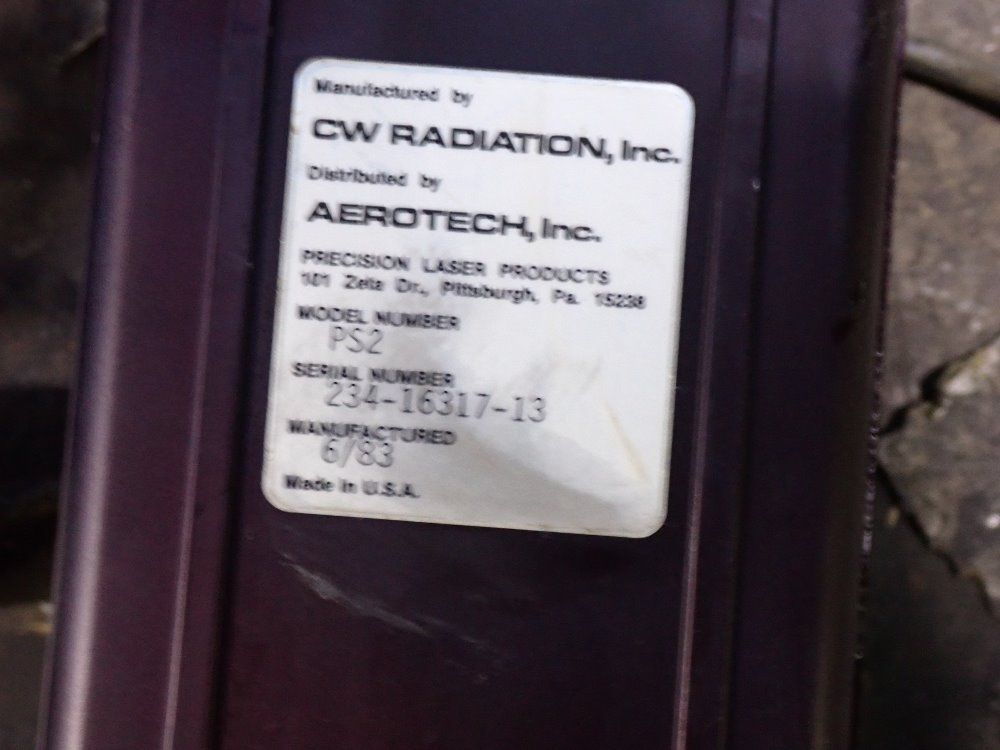 Manufactured by
CW RADIATION, Inc.
Distributed by
AEROTECH, Inc.
PRECISION LASER PRODUCTS
101 Zeta Dr., Pittsburgh, Pa. 15238
MODEL NUMBER
PS2
SERIAL NUMBER
234-16317-13
MANUFACTURED
6/83
Made in U.S.A.